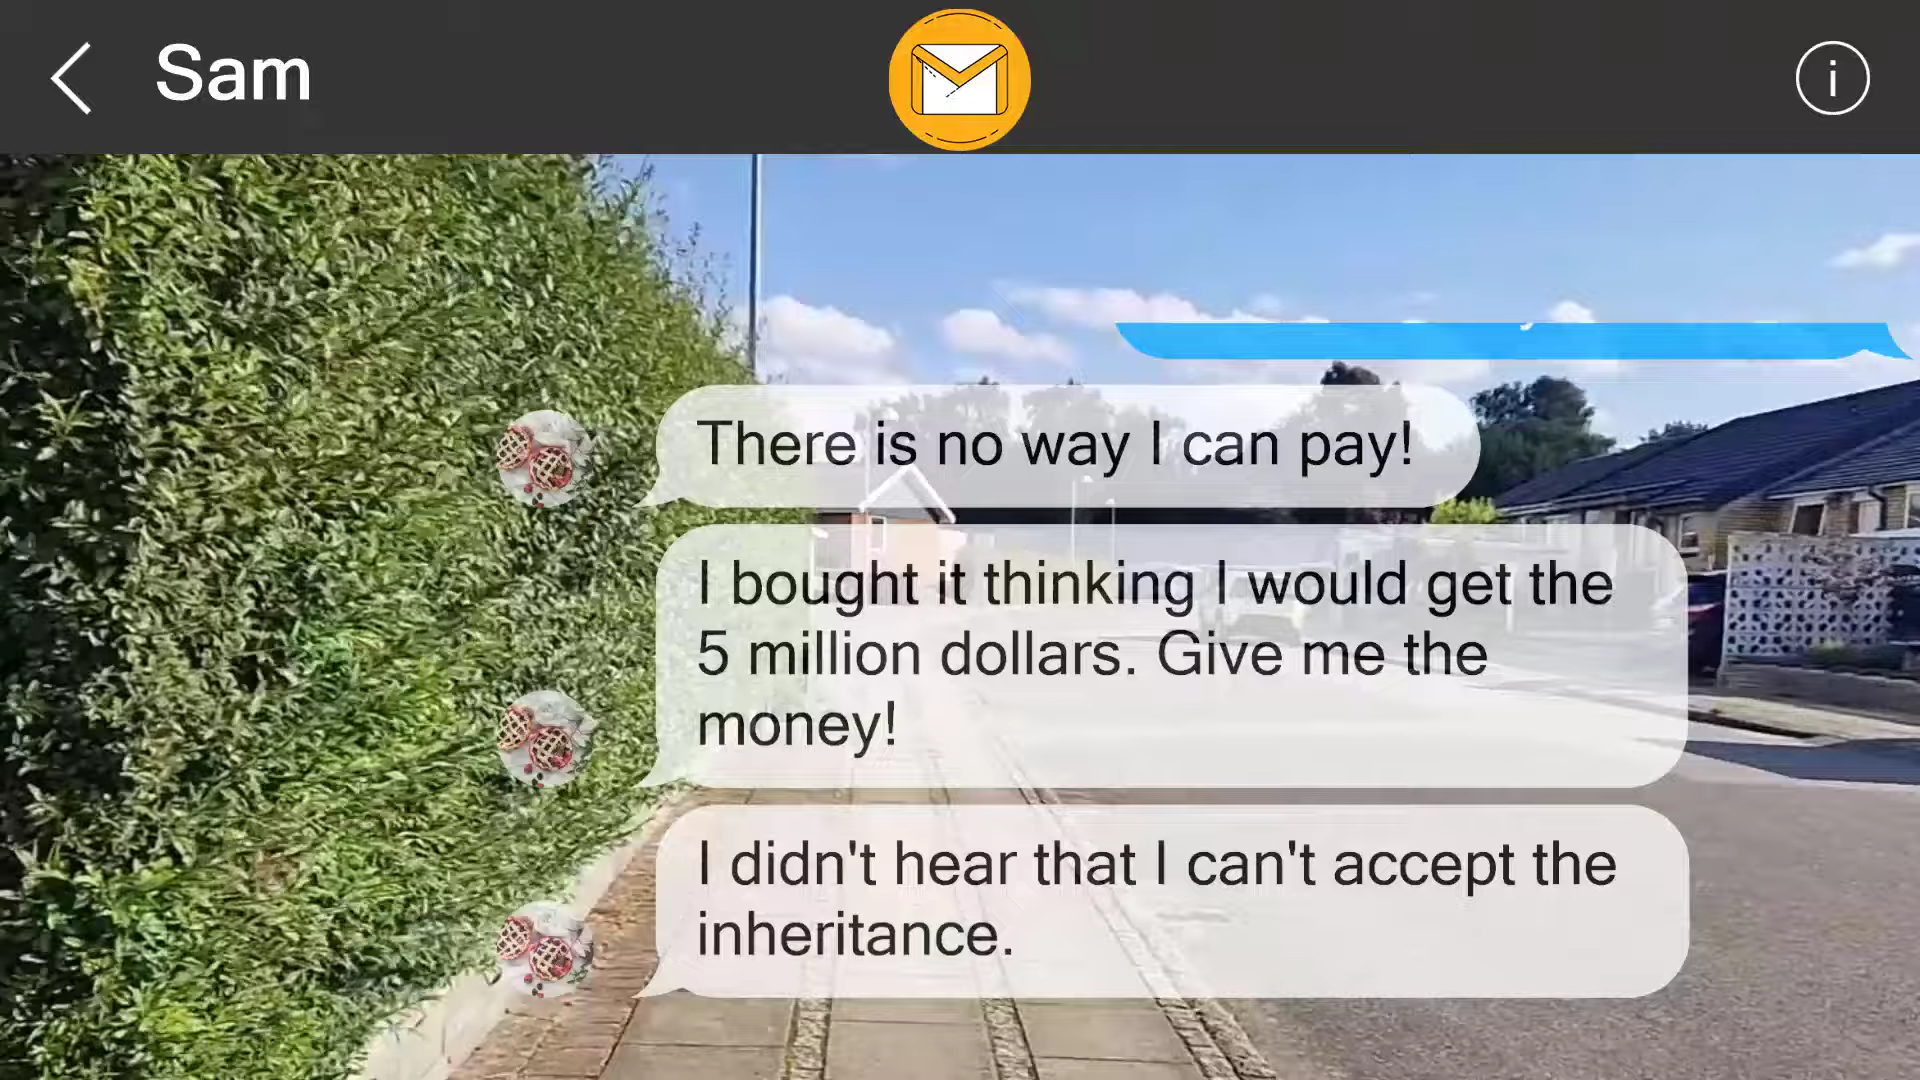 Sam
There is no way I can pay!
I bought it thinking I would get the
5 million dollars. Give me the
money!
I didn't hear that I can't accept the
inheritance.